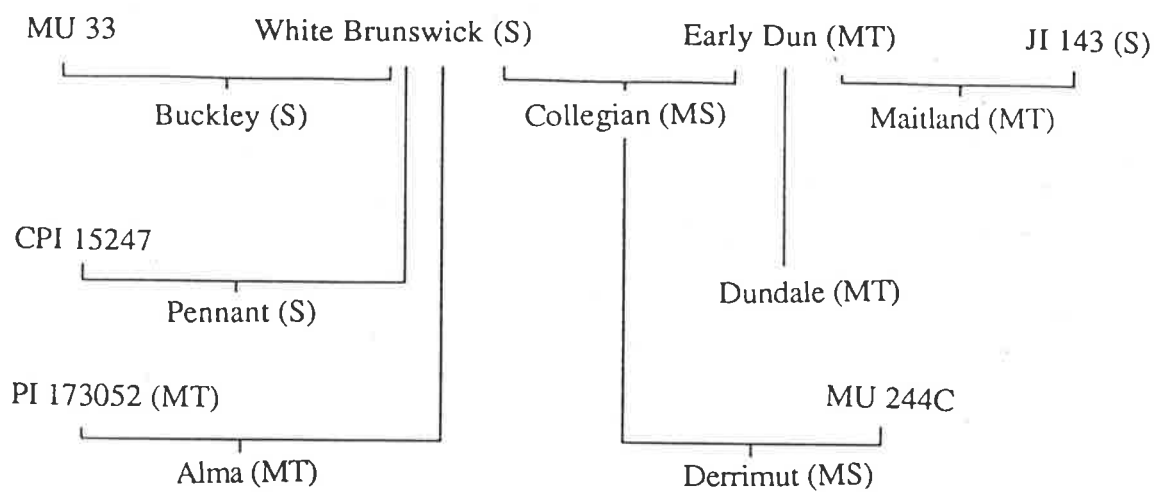 MU 33 White Brunswick (S) Early Dun (MT) JI 143 (S)
Buckley (S) Collegian (MS) Maitland (MT)
CPI 15247
Dundale (MT)
Pennant (S)
PI 173052 (MT) MU 244C
Alma (MT) Derrimut (MS)